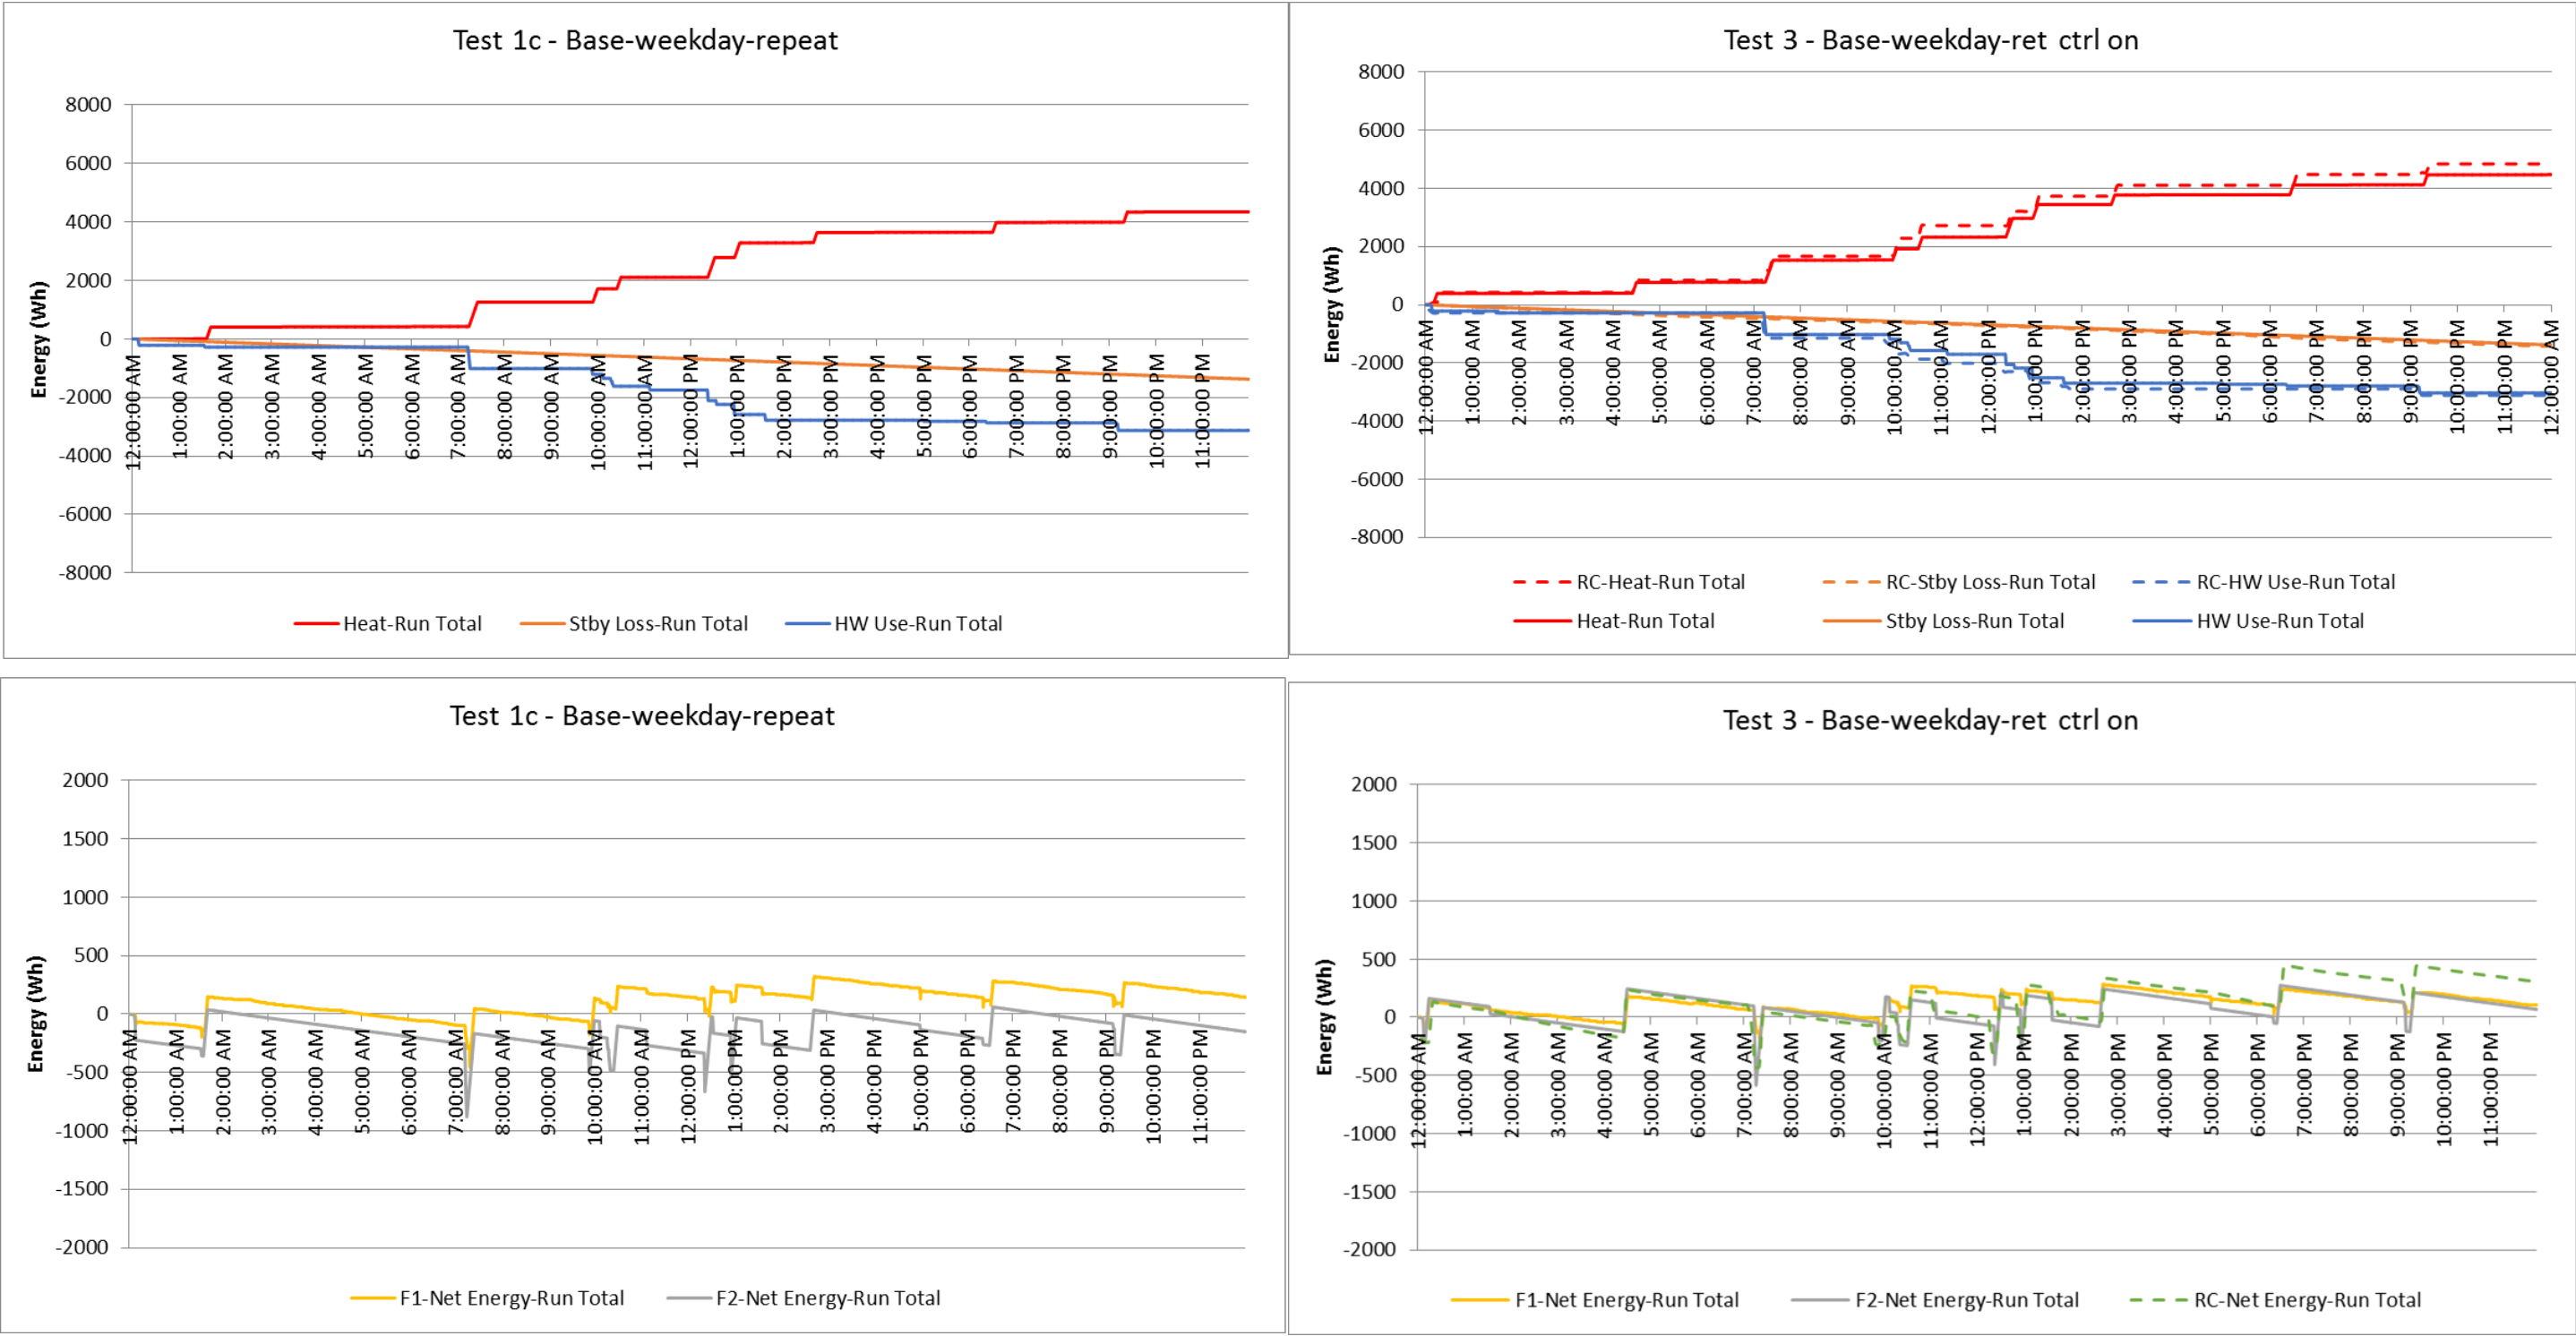 Test 1c - Base-weekday-repeat
8000
6000
4000
2000
0
-2000
-4000
-6000
-8000
Energy (Wh)
12:00:00 AM
1:00:00 AM
2:00:00 AM
3:00:00 AM
4:00:00 AM
5:00:00 AM
6:00:00 AM
7:00:00 AM
8:00:00 AM
9:00:00 AM
10:00:00 AM
11:00:00 AM
12:00:00 PM
1:00:00 PM
2:00:00 PM
3:00:00 PM
4:00:00 PM
5:00:00 PM
6:00:00 PM
7:00:00 PM
8:00:00 PM
9:00:00 PM
10:00:00 PM
11:00:00 PM
Heat-Run Total Stby Loss-Run Total HW Use-Run Total
Test 3 - Base-weekday-ret ctrl on
8000
6000
4000
2000
0
-2000
-4000
-6000
-8000
Energy (Wh)
12:00:00 AM
1:00:00 AM
2:00:00 AM
3:00:00 AM
4:00:00 AM
5:00:00 AM
6:00:00 AM
7:00:00 AM
8:00:00 AM
9:00:00 AM
10:00:00 AM
11:00:00 AM
12:00:00 PM
1:00:00 PM
2:00:00 PM
3:00:00 PM
4:00:00 PM
5:00:00 PM
6:00:00 PM
7:00:00 PM
8:00:00 PM
9:00:00 PM
10:00:00 PM
11:00:00 PM
12:00:00 AM
RC-Heat-Run Total RC-Stby Loss-Run Total RC-HW Use-Run Total
Heat-Run Total Stby Loss-Run Total HW Use-Run Total
Test 1c - Base-weekday-repeat
2000
1500
1000
500
0
-500
-1000
-1500
-2000
Energy (Wh)
12:00:00 AM
1:00:00 AM
2:00:00 AM
3:00:00 AM
4:00:00 AM
5:00:00 AM
6:00:00 AM
7:00:00 AM
8:00:00 AM
9:00:00 AM
10:00:00 AM
11:00:00 AM
12:00:00 PM
1:00:00 PM
2:00:00 PM
3:00:00 PM
4:00:00 PM
5:00:00 PM
6:00:00 PM
7:00:00 PM
8:00:00 PM
9:00:00 PM
10:00:00 PM
11:00:00 PM
F1-Net Energy-Run Total F2-Net Energy-Run Total
Test 3 - Base-weekday-ret ctrl on
2000
1500
1000
500
0
-500
-1000
-1500
-2000
Energy (Wh)
12:00:00 AM
1:00:00 AM
2:00:00 AM
3:00:00 AM
4:00:00 AM
5:00:00 AM
6:00:00 AM
7:00:00 AM
8:00:00 AM
9:00:00 AM
10:00:00 AM
11:00:00 AM
12:00:00 PM
1:00:00 PM
2:00:00 PM
3:00:00 PM
4:00:00 PM
5:00:00 PM
6:00:00 PM
7:00:00 PM
8:00:00 PM
9:00:00 PM
10:00:00 PM
11:00:00 PM
F1-Net Energy-Run Total F2-Net Energy-Run Total RC-Net Energy-Run Total